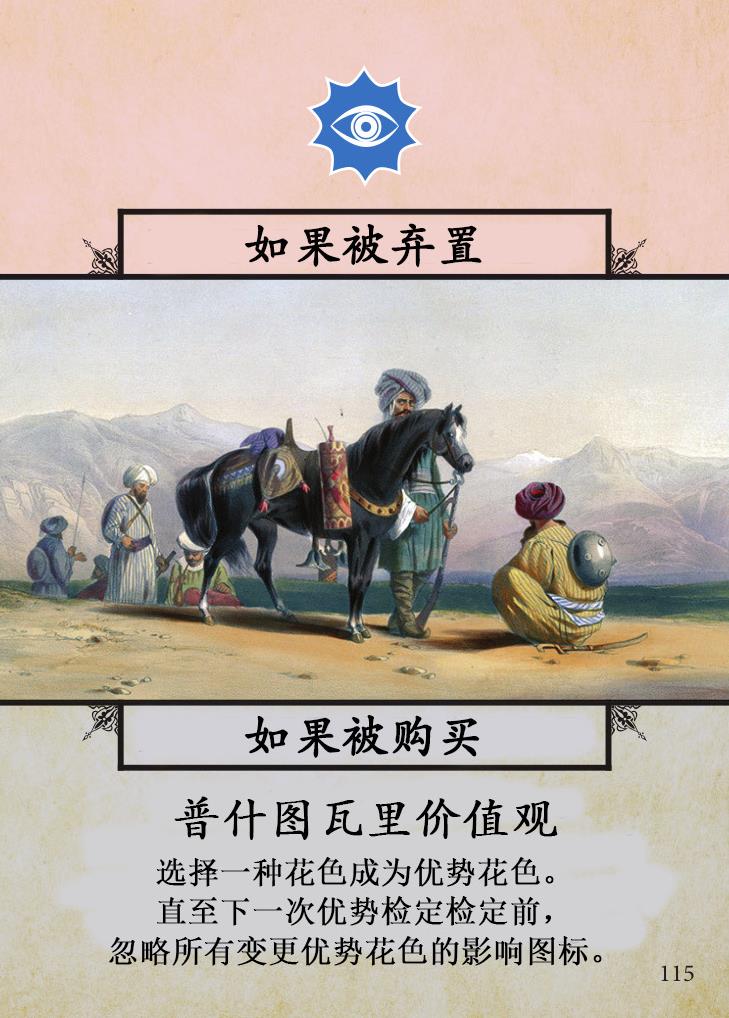 如果被弃置
如果被购买
普什图瓦里价值观
选择一种花色成为优势花色。
直至下一次优势检定检定前，
忽略所有变更优势花色的影响图标。
115